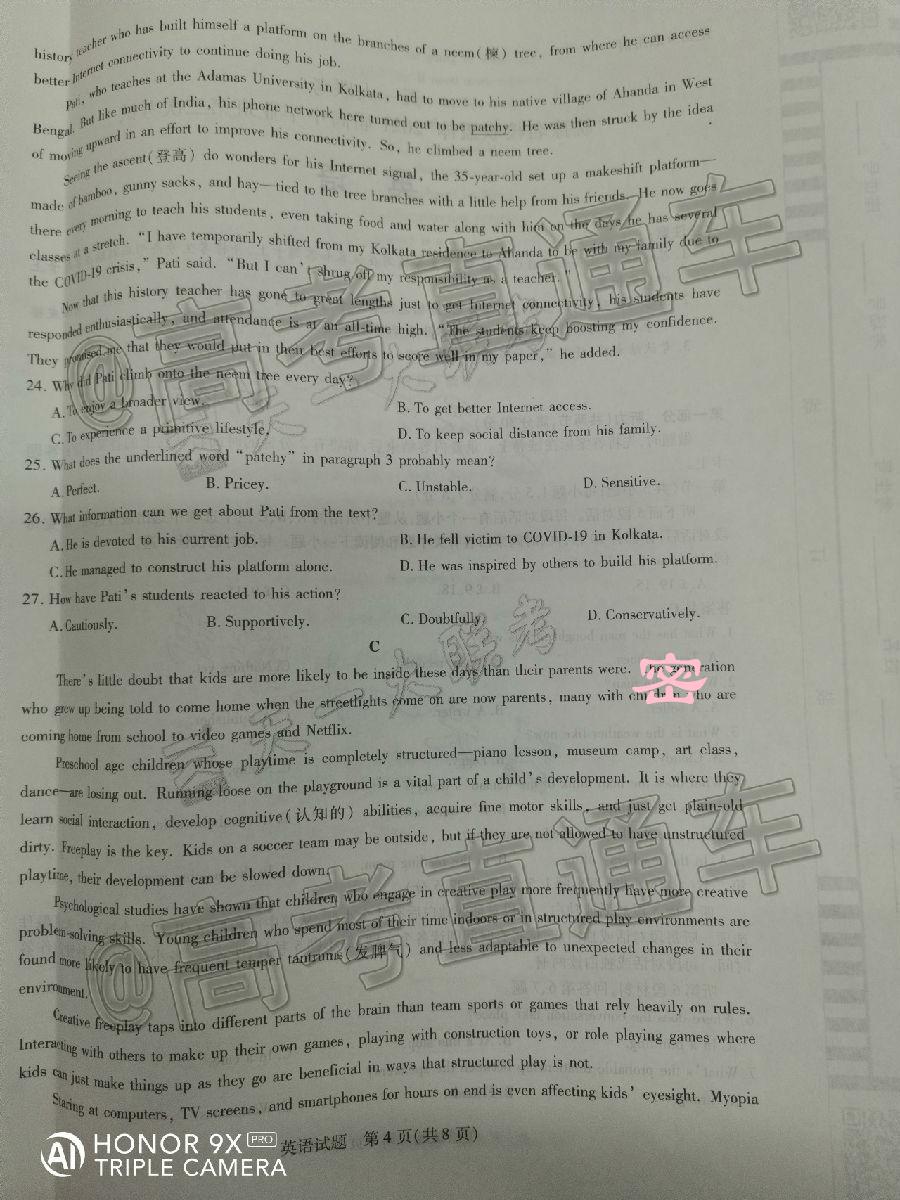 history teacher who has built himself a platform on the branches of a neem(楝) tree, from where he can access
better Internet connectivity to continue doing his job.
Pati, who teaches at the Adamas University in Kolkata, had to move to his native village of Ahanda in West
Bengal. But like much of India, his phone network here turned out to be patchy. He was then struck by the idea
of moving upward in an effort to improve his connectivity. So, he climbed a neem tree.
Seeing the ascent(登高) do wonders for his Internet signal, the 35-year-old set up a makeshift platform—
made of bamboo, gunny sacks, and hay—tied to the tree branches with a little help from his friends. He now goes
there every morning to teach his students, even taking food and water along with him on the days he has several
classes at a stretch. “I have temporarily shifted from my Kolkata residence to Ahanda to be with my family due to
the COVID-19 crisis,” Pati said. “But I can't shrug off my responsibility as a teacher.”
Now that this history teacher has gone to great lengths just to get Internet connectivity, his students have
responded enthusiastically, and attendance is at an all-time high. “The students keep boosting my confidence.
They promised me that they would put in their best efforts to score well in my paper,” he added.
24. Why did Pati climb onto the neem tree every day?
A. To enjoy a broader view.
B. To get better Internet access.
C. To experience a primitive lifestyle.
D. To keep social distance from his family.
25. What does the underlined word “patchy” in paragraph 3 probably mean?
A. Perfect.
B. Pricey.
C. Unstable.
D. Sensitive.
26. What information can we get about Pati from the text?
A. He is devoted to his current job.
B. He fell victim to COVID-19 in Kolkata.
C. He managed to construct his platform alone.
D. He was inspired by others to build his platform.
27. How have Pati's students reacted to his action?
A. Cautiously.
B. Supportively.
C. Doubtfully.
D. Conservatively.
C
There's little doubt that kids are more likely to be inside these days than their parents were. The generation
who grew up being told to come home when the streetlights come on are now parents, many with children who are
coming home from school to video games and Netflix.
Preschool age children whose playtime is completely structured—piano lesson, museum camp, art class,
dance—are losing out. Running loose on the playground is a vital part of a child's development. It is where they
learn social interaction, develop cognitive(认知的) abilities, acquire fine motor skills, and just get plain-old
dirty. Freeplay is the key. Kids on a soccer team may be outside, but if they are not allowed to have unstructured
playtime, their development can be slowed down.
Psychological studies have shown that children who engage in creative play more frequently have more creative
problem-solving skills. Young children who spend most of their time indoors or in structured play environments are
found more likely to have frequent temper tantrums(发脾气) and less adaptable to unexpected changes in their
environment.
Creative freeplay taps into different parts of the brain than team sports or games that rely heavily on rules.
Interacting with others to make up their own games, playing with construction toys, or role playing games where
kids can just make things up as they go are beneficial in ways that structured play is not.
Staring at computers, TV screens, and smartphones for hours on end is even affecting kids' eyesight. Myopia
英语试题 第4页(共8页)
@高考直通车
天一大联考
密
天一大联考
@高考直通车
HONOR 9X PRO
TRIPLE CAMERA